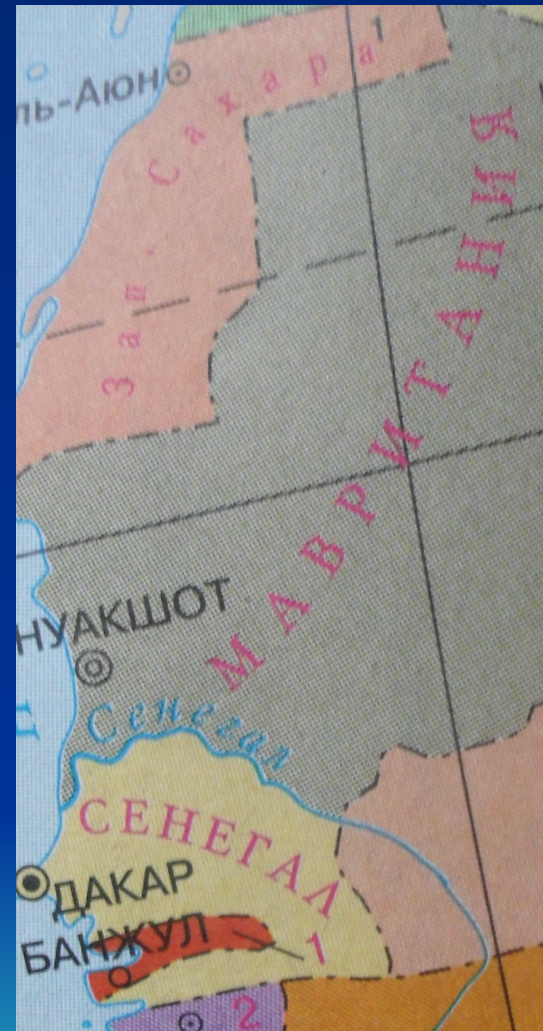 1
ль-Аюн
Зап. Сахара
МАВРИТАНИЯ
НУАКШОТ
Сенегал
СЕНЕГАЛ
ДАКАР
БАНЖУЛ
1
2